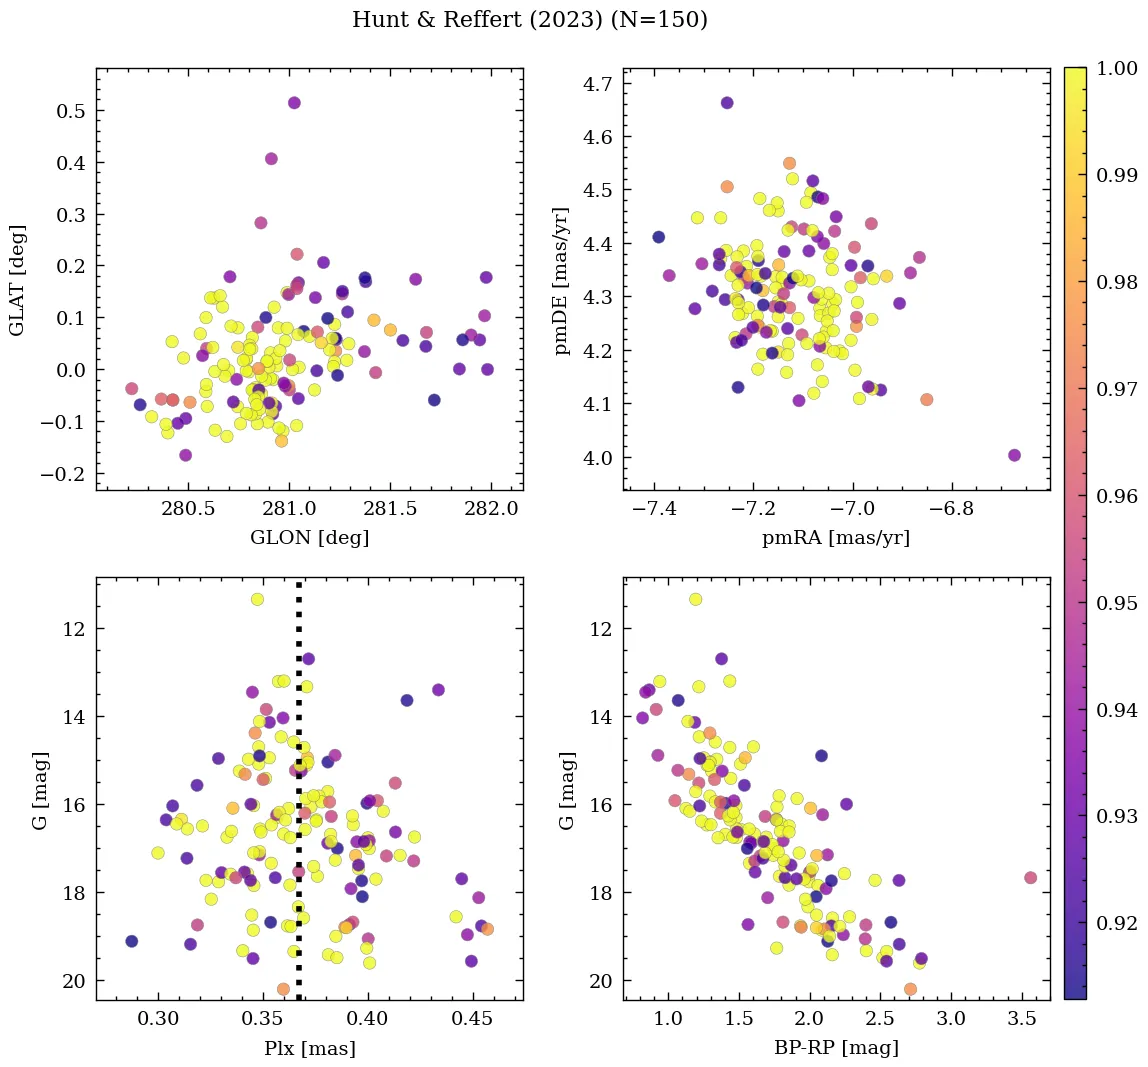 Hunt & Reffert (2023) (N=150)
0.5
0.4
0.3
0.2
0.1
0.0
−0.1
−0.2
GLAT [deg]
280.5 281.0 281.5 282.0
GLON [deg]
4.7
4.6
4.5
4.4
4.3
4.2
4.1
4.0
pmDE [mas/yr]
−7.4 −7.2 −7.0 −6.8
pmRA [mas/yr]
12
14
16
18
20
G [mag]
0.30 0.35 0.40 0.45
Plx [mas]
12
14
16
18
20
G [mag]
1.0 1.5 2.0 2.5 3.0 3.5
BP-RP [mag]
1.00
0.99
0.98
0.97
0.96
0.95
0.94
0.93
0.92